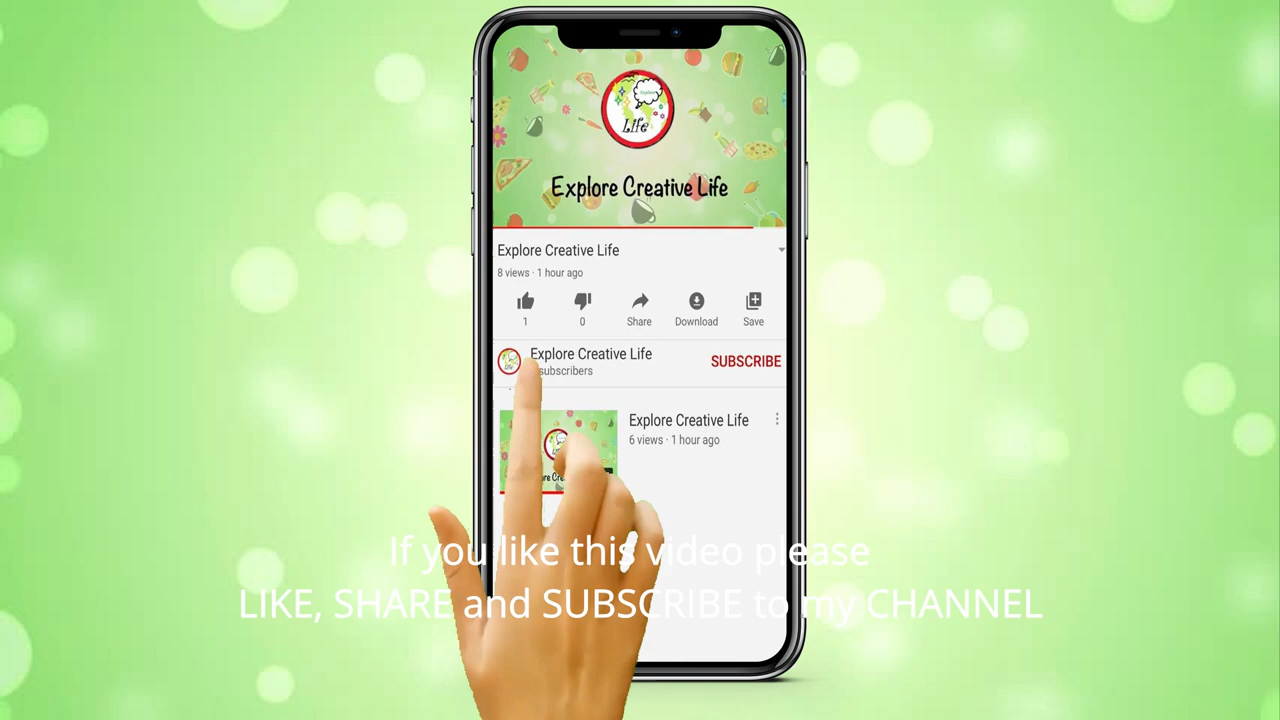 Life
Explore Creative Life
Explore Creative Life
8 views · 1 hour ago
1
0
Share
Download
Save
Explore Creative Life
subscribers
SUBSCRIBE
Explore Creative Life
6 views · 1 hour ago
If you like this video please
LIKE, SHARE and SUBSCRIBE to my CHANNEL